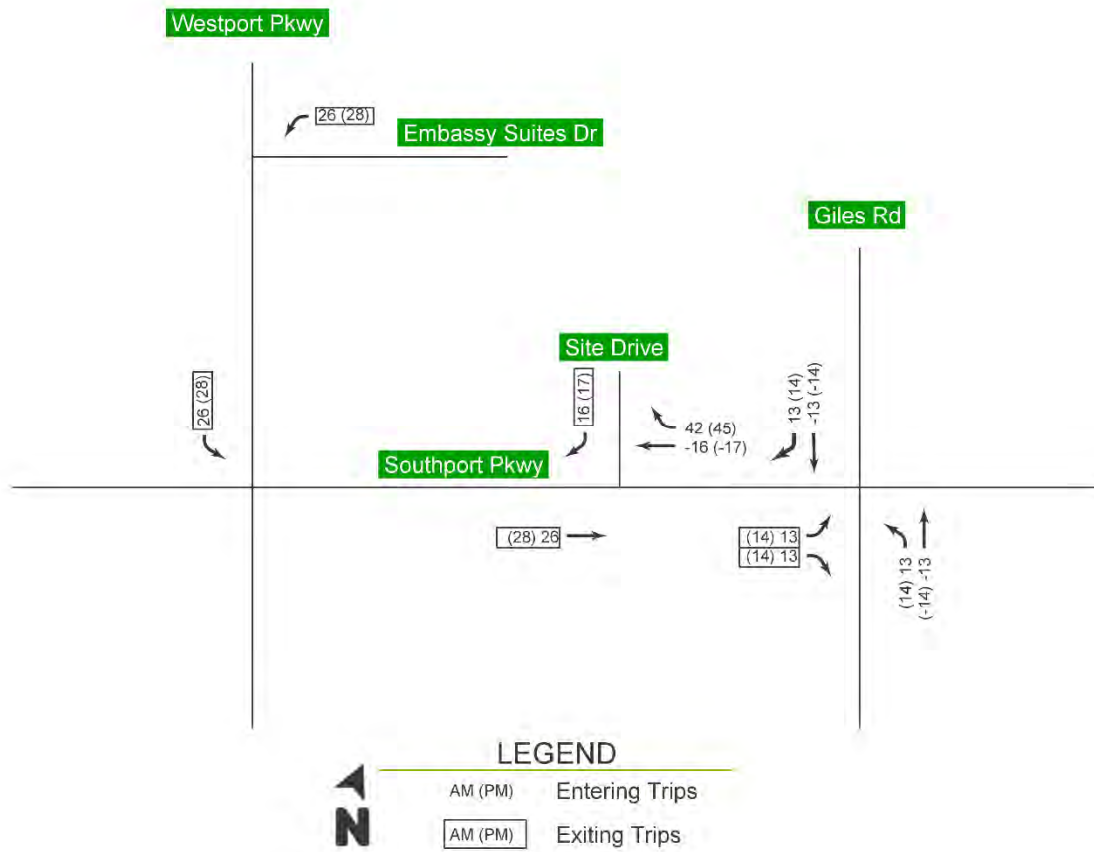 Westport Pkwy
26 (28)
Embassy Suites Dr
Giles Rd
Site Drive
26 (28)
16 (17)
13 (14)
-13 (-14)
42 (45)
-16 (-17)
Southport Pkwy
(28) 26
(14) 13
(14) 13
(14) 13
(-14) -13
LEGEND
AM (PM) Entering Trips
AM (PM) Exiting Trips
N